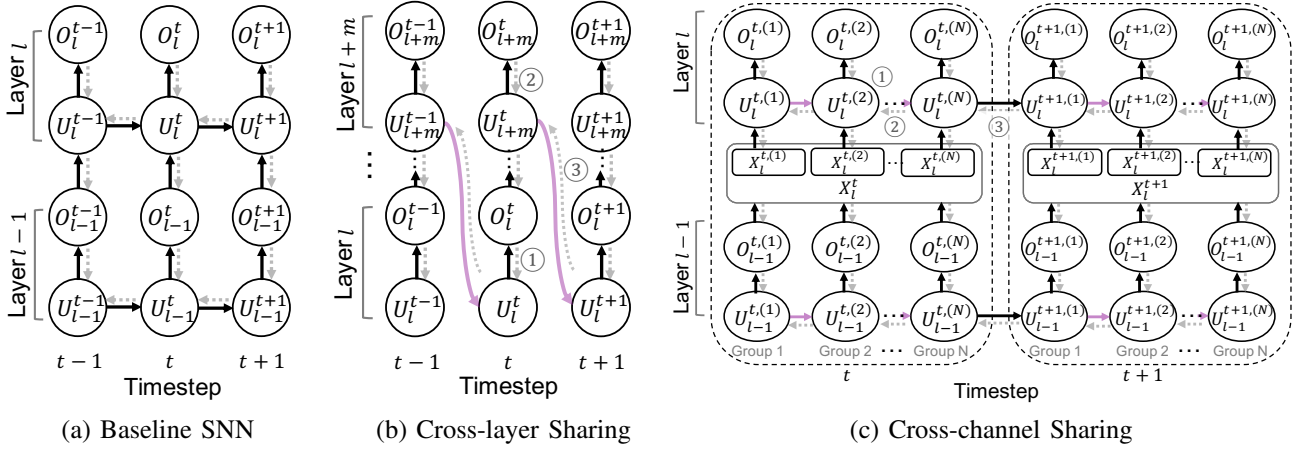 Layer l
O_l^{t-1} O_l^t O_l^{t+1}
U_l^{t-1} U_l^t U_l^{t+1}
Layer l − 1
O_{l-1}^{t-1} O_{l-1}^t O_{l-1}^{t+1}
U_{l-1}^{t-1} U_{l-1}^t U_{l-1}^{t+1}
t − 1 t t + 1
Timestep
(a) Baseline SNN
Layer l + m
O_{l+m}^{t-1} O_{l+m}^t O_{l+m}^{t+1}
②
U_{l+m}^{t-1} U_{l+m}^t U_{l+m}^{t+1}
...
... ... ...
③
Layer l
O_l^{t-1} O_l^t O_l^{t+1}
①
U_l^{t-1} U_l^t U_l^{t+1}
t − 1 t t + 1
Timestep
(b) Cross-layer Sharing
Layer l
O_l^{t,(1)} O_l^{t,(2)} O_l^{t,(N)} O_l^{t+1,(1)} O_l^{t+1,(2)} O_l^{t+1,(N)}
①
U_l^{t,(1)} U_l^{t,(2)} ... U_l^{t,(N)} U_l^{t+1,(1)} U_l^{t+1,(2)} ... U_l^{t+1,(N)}
② ③
X_l^{t,(1)} X_l^{t,(2)} ... X_l^{t,(N)} X_l^{t+1,(1)} X_l^{t+1,(2)} ... X_l^{t+1,(N)}
X_l^t X_l^{t+1}
Layer l − 1
O_{l-1}^{t,(1)} O_{l-1}^{t,(2)} O_{l-1}^{t,(N)} O_{l-1}^{t+1,(1)} O_{l-1}^{t+1,(2)} O_{l-1}^{t+1,(N)}
U_{l-1}^{t,(1)} U_{l-1}^{t,(2)} ... U_{l-1}^{t,(N)} U_{l-1}^{t+1,(1)} U_{l-1}^{t+1,(2)} ... U_{l-1}^{t+1,(N)}
Group 1 Group 2 ... Group N Group 1 Group 2 ... Group N
t t + 1
Timestep
(c) Cross-channel Sharing